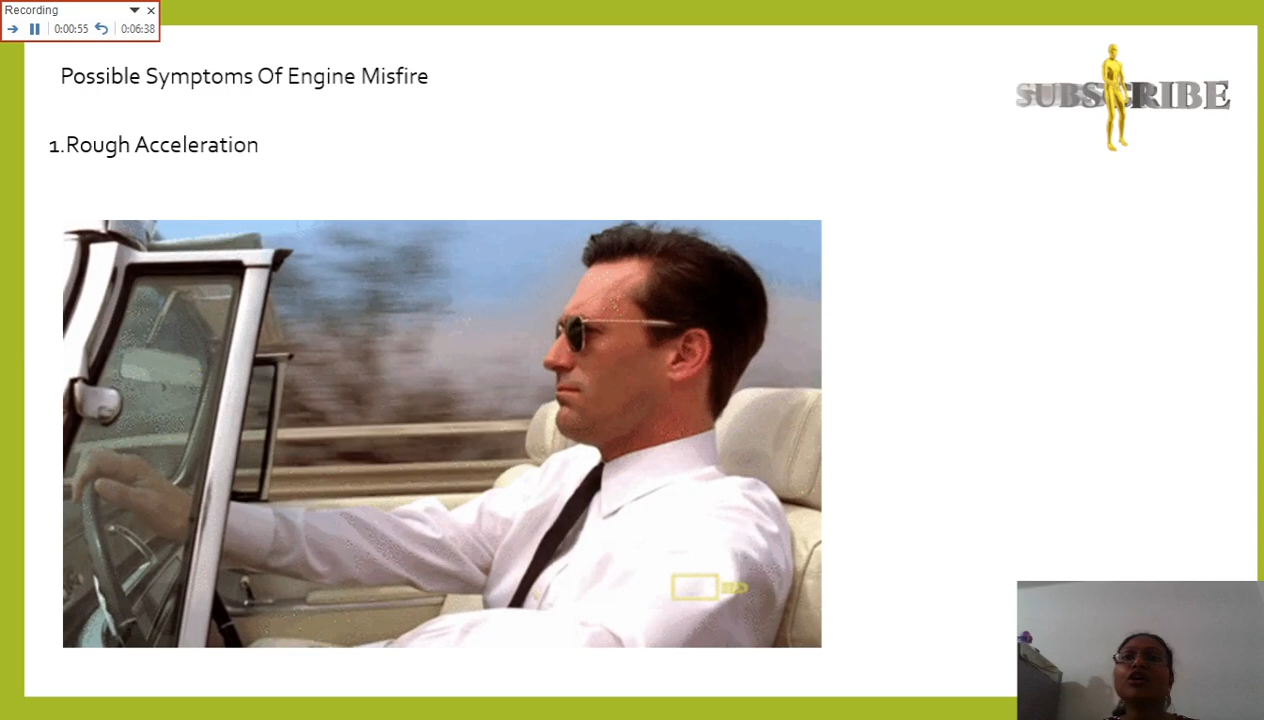 Recording
0:00:55
0:06:38
Possible Symptoms Of Engine Misfire
SUBSCRIBE
1.Rough Acceleration